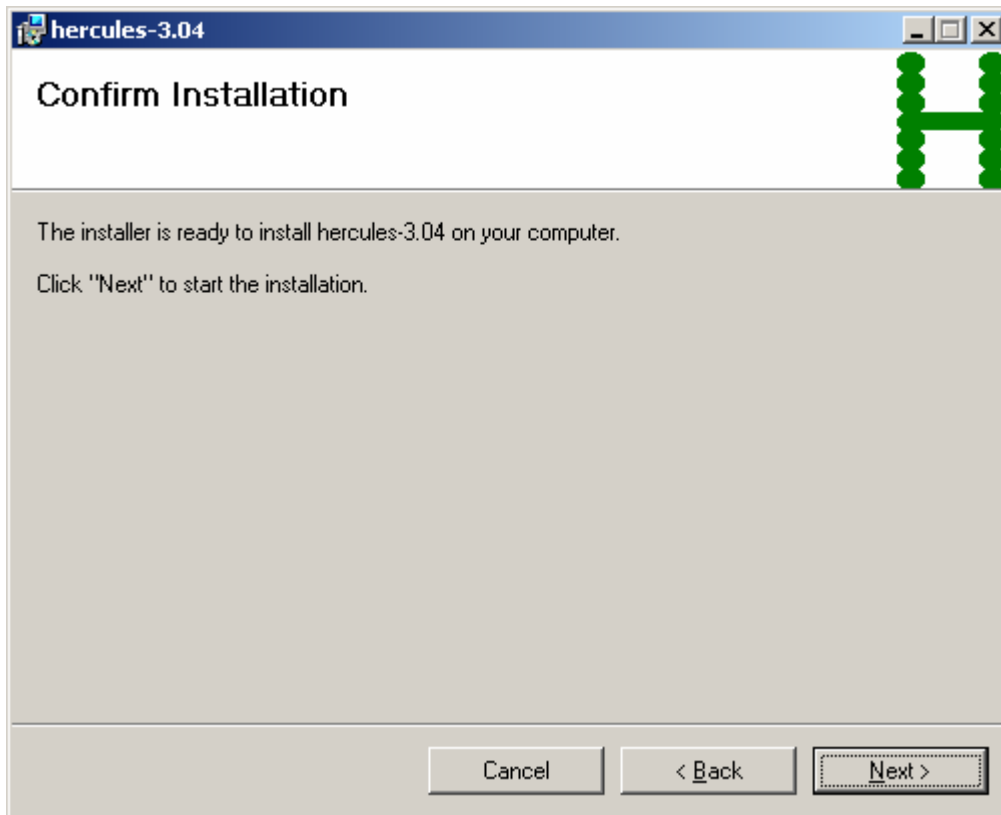 hercules-3.04
Confirm Installation
The installer is ready to install hercules-3.04 on your computer.
Click "Next" to start the installation.
Cancel
< Back
Next >